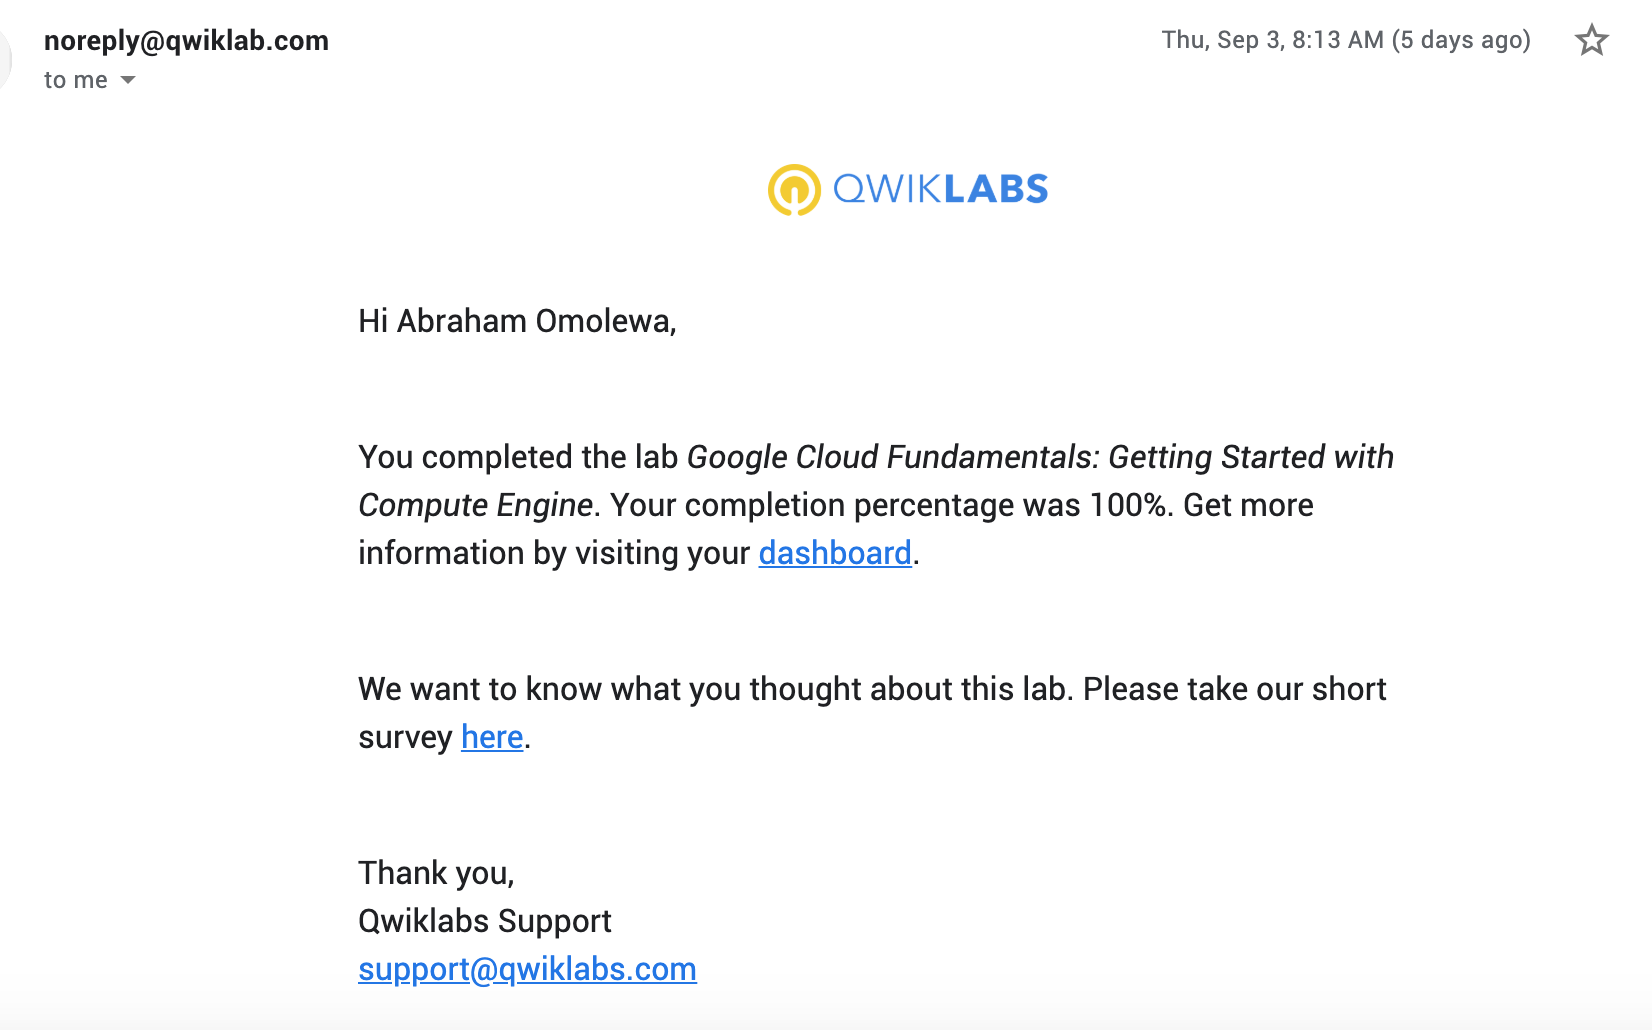 noreply@qwiklab.com
Thu, Sep 3, 8:13 AM (5 days ago)
to me
QWIKLABS
Hi Abraham Omolewa,
You completed the lab Google Cloud Fundamentals: Getting Started with
Compute Engine. Your completion percentage was 100%. Get more
information by visiting your dashboard.
We want to know what you thought about this lab. Please take our short
survey here.
Thank you,
Qwiklabs Support
support@qwiklabs.com